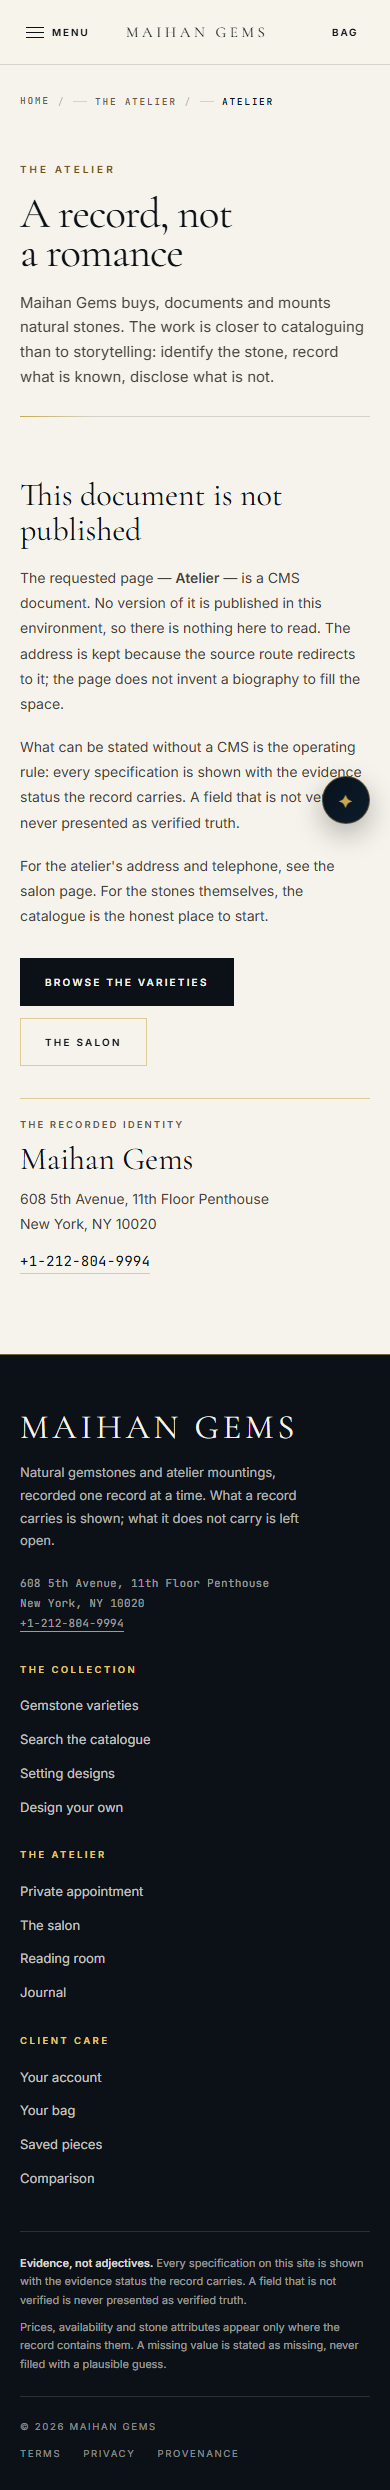 MENU
MAIHAN GEMS
BAG
HOME / — THE ATELIER / — ATELIER
THE ATELIER
A record, not
a romance
Maihan Gems buys, documents and mounts
natural stones. The work is closer to cataloguing
than to storytelling: identify the stone, record
what is known, disclose what is not.
This document is not
published
The requested page — Atelier — is a CMS
document. No version of it is published in this
environment, so there is nothing here to read. The
address is kept because the source route redirects
to it; the page does not invent a biography to fill the
space.
What can be stated without a CMS is the operating
rule: every specification is shown with the evidence
status the record carries. A field that is not
never presented as verified truth.
For the atelier's address and telephone, see the
salon page. For the stones themselves, the
catalogue is the honest place to start.
BROWSE THE VARIETIES
THE SALON
THE RECORDED IDENTITY
Maihan Gems
608 5th Avenue, 11th Floor Penthouse
New York, NY 10020
+1-212-804-9994
MAIHAN GEMS
Natural gemstones and atelier mountings,
recorded one record at a time. What a record
carries is shown; what it does not carry is left
open.
608 5th Avenue, 11th Floor Penthouse
New York, NY 10020
+1-212-804-9994
THE COLLECTION
Gemstone varieties
Search the catalogue
Setting designs
Design your own
THE ATELIER
Private appointment
The salon
Reading room
Journal
CLIENT CARE
Your account
Your bag
Saved pieces
Comparison
Evidence, not adjectives. Every specification on this site is shown
with the evidence status the record carries. A field that is not
verified is never presented as verified truth.
Prices, availability and stone attributes appear only where the
record contains them. A missing value is stated as missing, never
filled with a plausible guess.
© 2026 MAIHAN GEMS
TERMS PRIVACY PROVENANCE